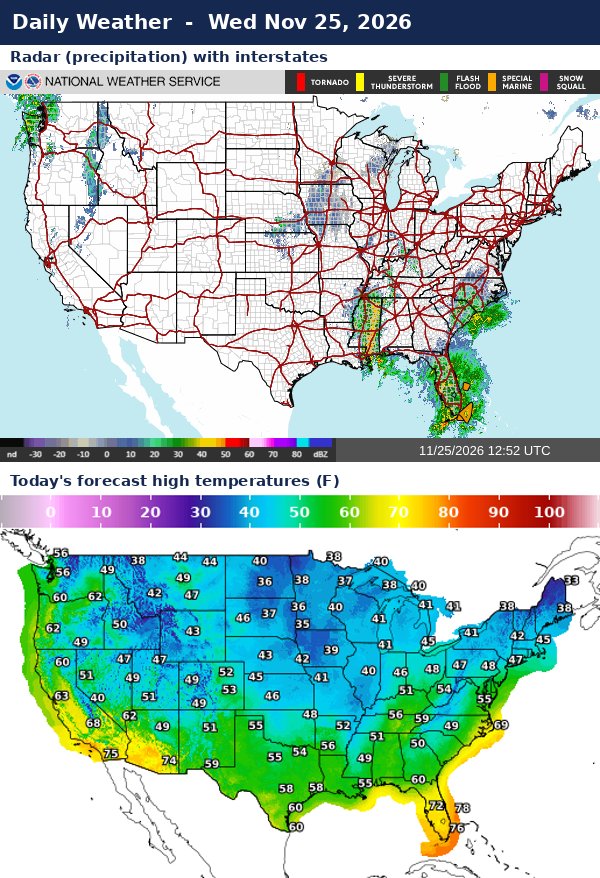 Daily Weather - Wed Nov 25, 2026
Radar (precipitation) with interstates
NATIONAL WEATHER SERVICE
TORNADO
SEVERE THUNDERSTORM
FLASH FLOOD
SPECIAL MARINE
SNOW SQUALL
nd -30 -20 -10 0 10 20 30 40 50 60 70 80 dBZ
11/25/2026 12:52 UTC
Today's forecast high temperatures (F)
0 10 20 30 40 50 60 70 80 90 100
56 38 44 44 40 38 40
56 49 49 36 38 37 38 40 33
60 62 42 47 46 37 36 40 41 41 38 38
62 50 43 35 41 45 41 42 45
49 43 42 39 41
60 47 47 52 40 46 48 47 48 47
51 49 49 53 45 41 51 54 55
63 40 51 49 46
68 62 49 51 55 48 52 56 59 49 69
75 74 59 55 54 56 51 50
49
58 58 55 60
60 72 78
60 76